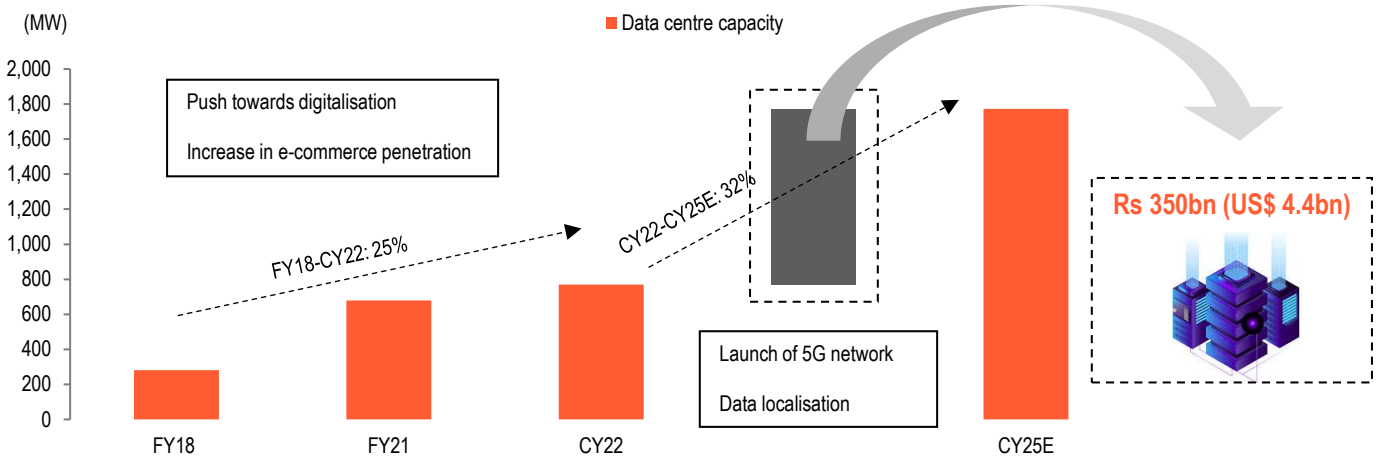 (MW)
Data centre capacity
2,000
1,800
1,600
1,400
1,200
1,000
800
600
400
200
0
Push towards digitalisation
Increase in e-commerce penetration
FY18-CY22: 25%
CY22-CY25E: 32%
Launch of 5G network
Data localisation
Rs 350bn (US$ 4.4bn)
FY18
FY21
CY22
CY25E